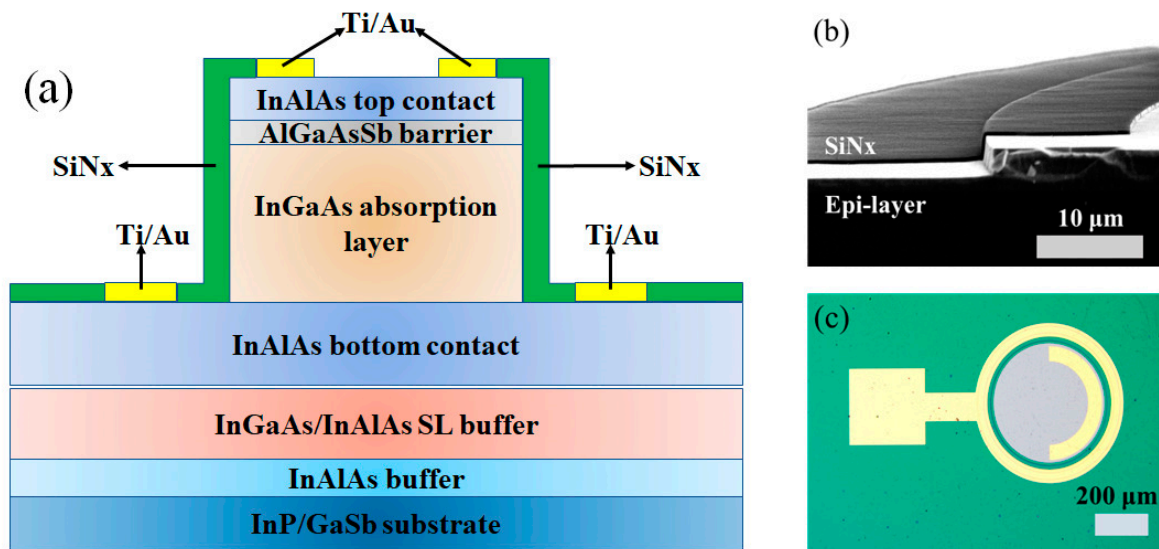 (a)
Ti/Au
InAlAs top contact
AlGaAsSb barrier
SiNx
SiNx
InGaAs absorption
layer
Ti/Au
Ti/Au
InAlAs bottom contact
InGaAs/InAlAs SL buffer
InAlAs buffer
InP/GaSb substrate
(b)
SiNx
Epi-layer
10 μm
(c)
200 μm